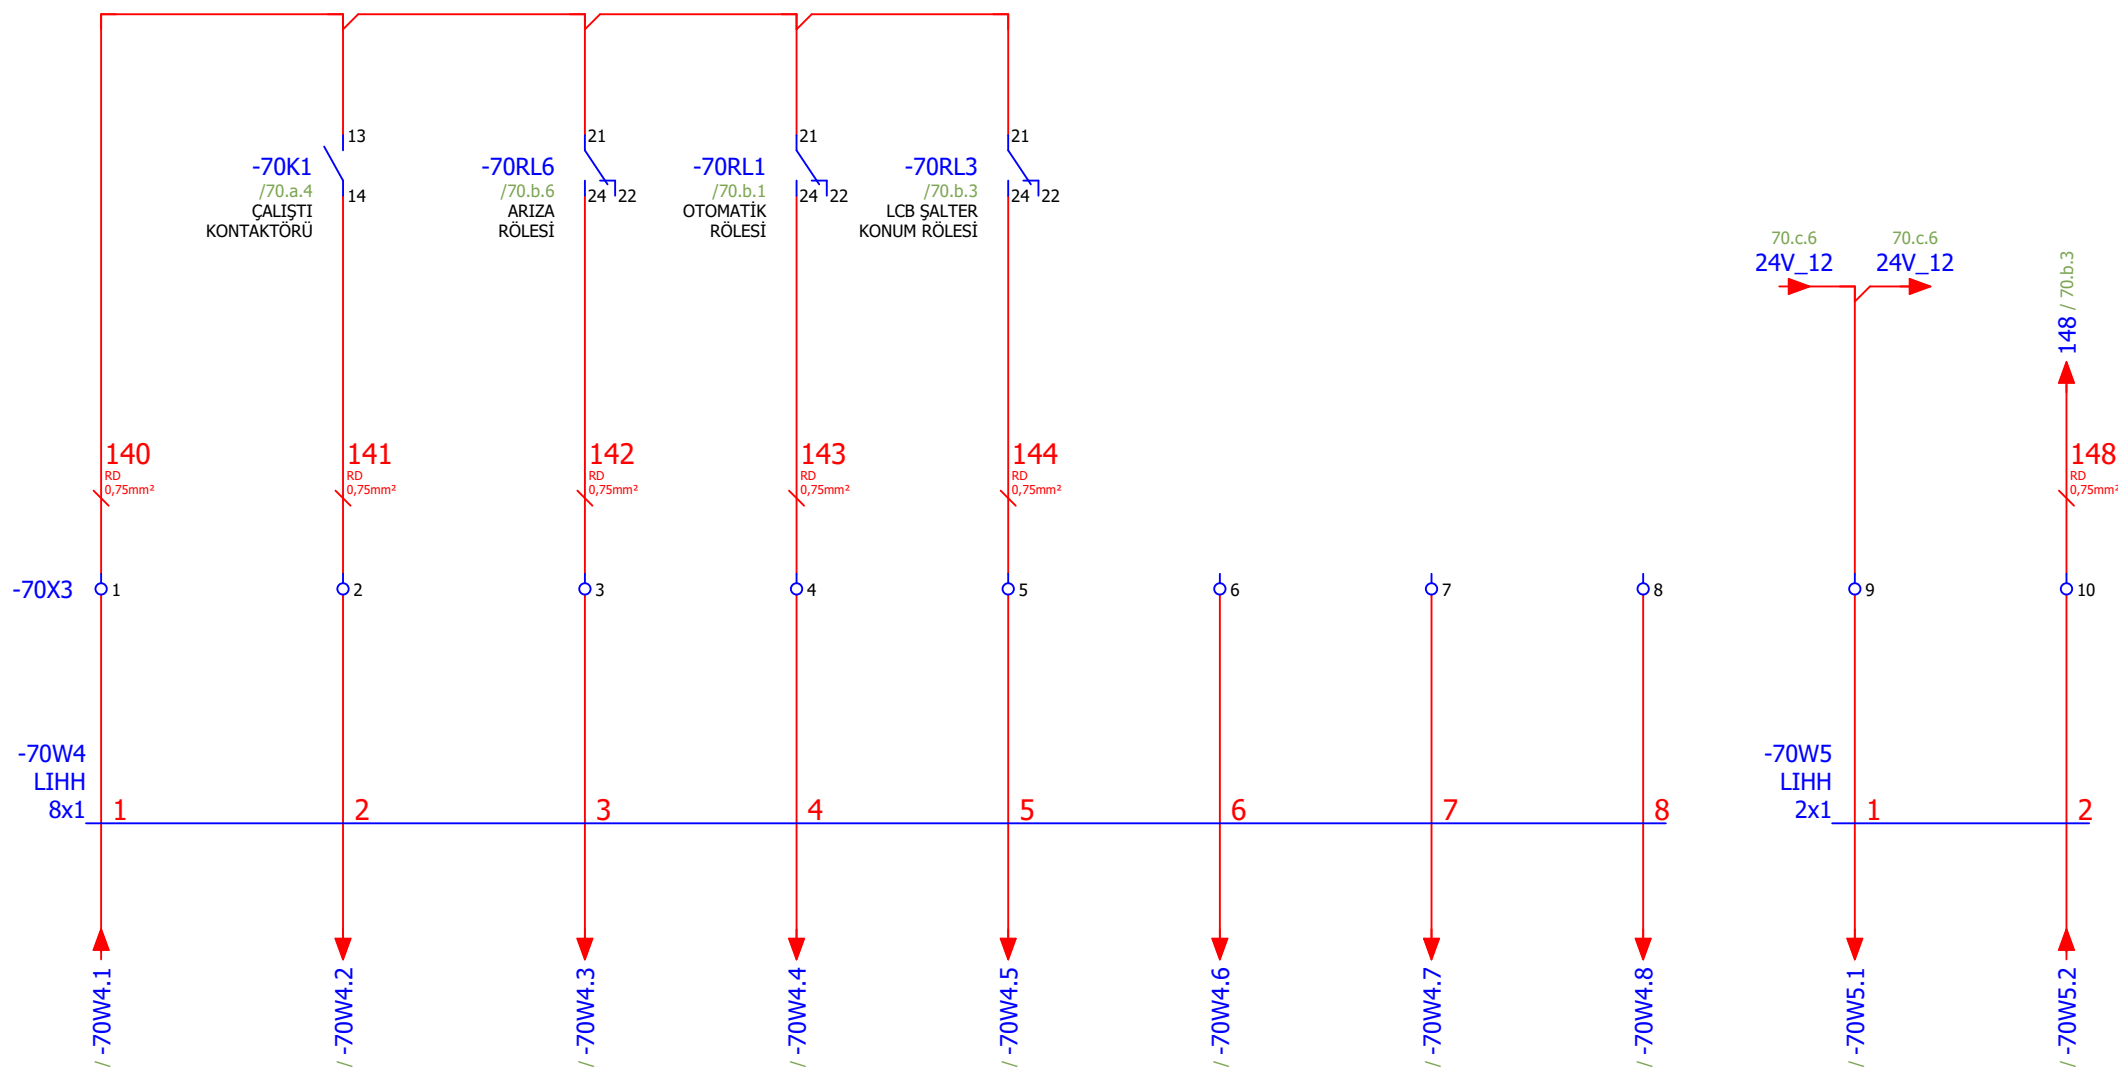 13
-70K1
/70.a.4
ÇALIŞTI
KONTAKTÖRÜ
14
21
-70RL6
/70.b.6
ARIZA
RÖLESİ
24 22
21
-70RL1
/70.b.1
OTOMATİK
RÖLESİ
24 22
21
-70RL3
/70.b.3
LCB ŞALTER
KONUM RÖLESİ
24 22
70.c.6
24V_12
70.c.6
24V_12
148 / 70.b.3
140
RD
0,75mm²
141
RD
0,75mm²
142
RD
0,75mm²
143
RD
0,75mm²
144
RD
0,75mm²
148
RD
0,75mm²
-70X3 1 2 3 4 5 6 7 8 9 10
-70W4
LIHH
8x1
1 2 3 4 5 6 7 8
-70W5
LIHH
2x1
1 2
/ -70W4.1
/ -70W4.2
/ -70W4.3
/ -70W4.4
/ -70W4.5
/ -70W4.6
/ -70W4.7
/ -70W4.8
/ -70W5.1
/ -70W5.2